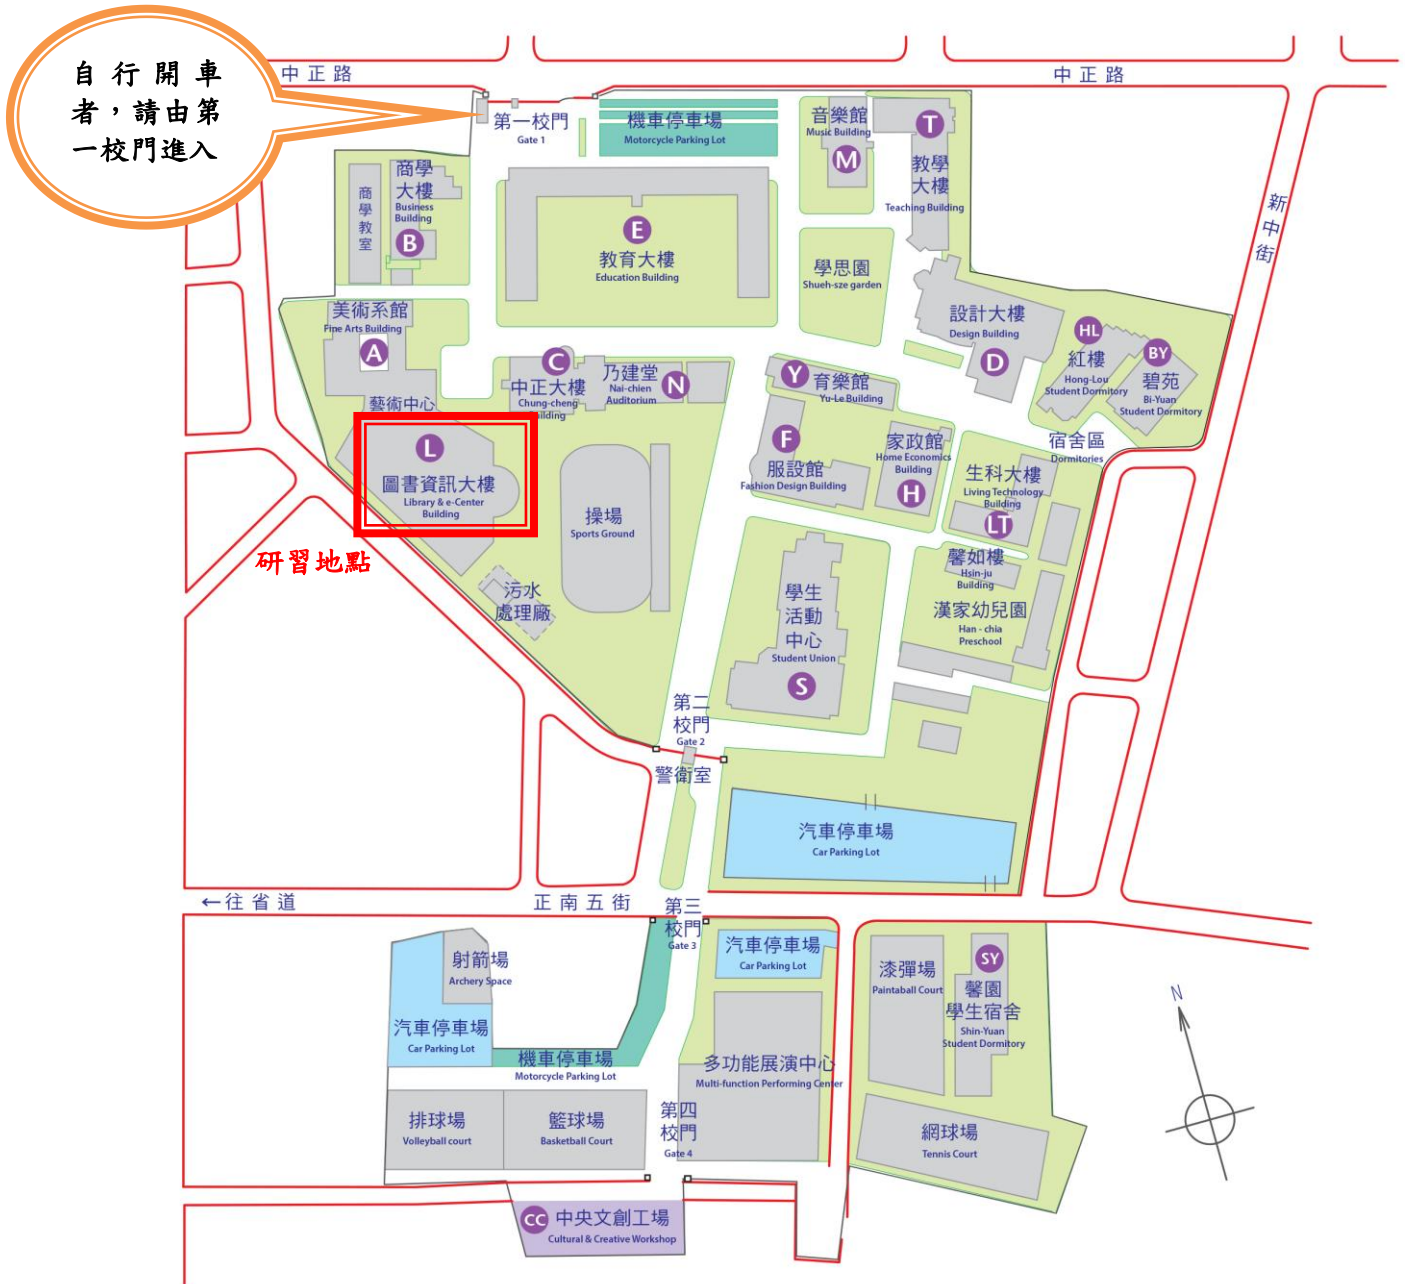 自行開車
者，請由第
一校門進入
中正路
中正路
第一校門
Gate 1
機車停車場
Motorcycle Parking Lot
音樂館
Music Building
M
T
教學
大樓
Teaching Building
新中街
商學教室
商學
大樓
Business
Building
B
E
教育大樓
Education Building
學思園
Shueh-sze garden
設計大樓
Design Building
D
HL
紅樓
Hong-Lou
Student Dormitory
BY
碧苑
Bi-Yuan
Student Dormitory
宿舍區
Dormitories
美術系館
Fine Arts Building
A
藝術中心
C
中正大樓
Chung-cheng
Building
乃建堂
Nai-chien
Auditorium
N
Y
育樂館
Yu-Le Building
F
服設館
Fashion Design Building
家政館
Home Economics
Building
H
生科大樓
Living Technology
Building
LT
L
圖書資訊大樓
Library & e-Center
Building
研習地點
操場
Sports Ground
污水
處理廠
馨如樓
Hsin-ju
Building
漢家幼兒園
Han - chia
Preschool
學生
活動
中心
Student Union
S
第二
校門
Gate 2
警衛室
汽車停車場
Car Parking Lot
←往省道
正南五街
第三
校門
Gate 3
汽車停車場
Car Parking Lot
射箭場
Archery Space
汽車停車場
Car Parking Lot
機車停車場
Motorcycle Parking Lot
多功能展演中心
Multi-function Performing Center
漆彈場
Paintaball Court
SY
馨園
學生宿舍
Shin-Yuan
Student Dormitory
N
排球場
Volleyball court
籃球場
Basketball Court
第四
校門
Gate 4
網球場
Tennis Court
CC
中央文創工場
Cultural & Creative Workshop